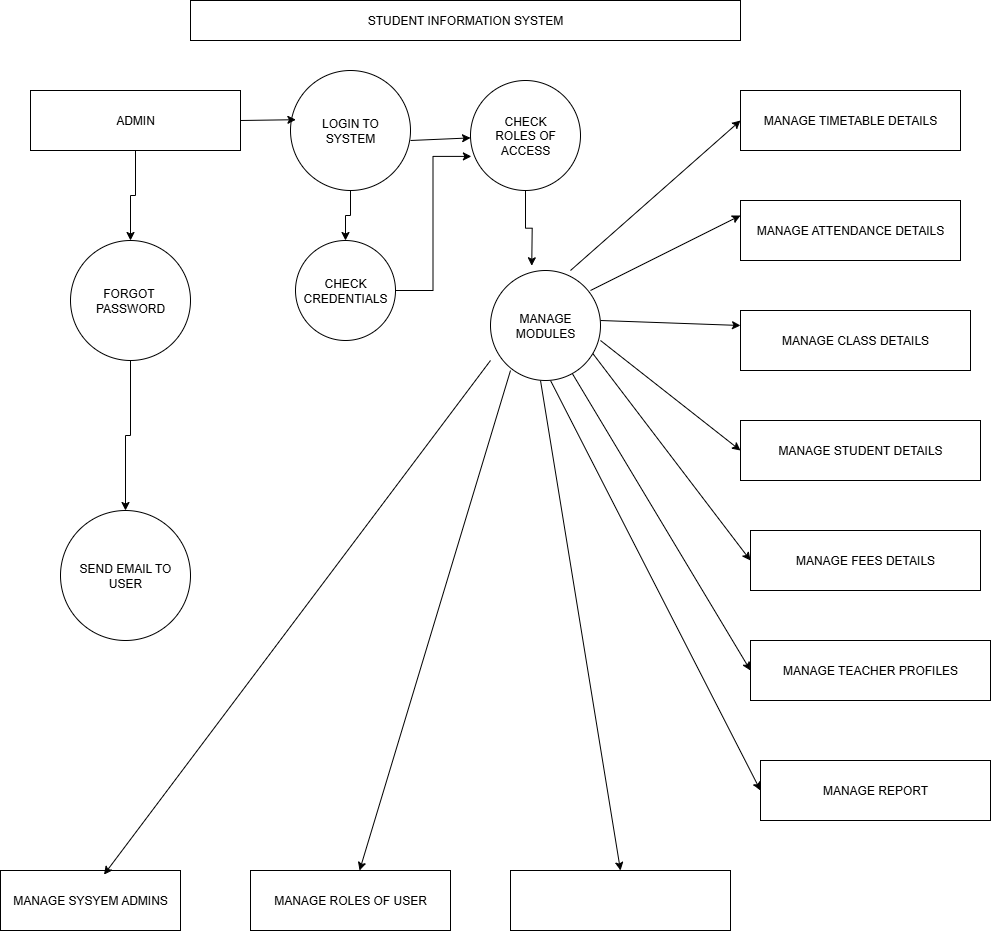 STUDENT INFORMATION SYSTEM
ADMIN
LOGIN TO
SYSTEM
CHECK
ROLES OF
ACCESS
MANAGE TIMETABLE DETAILS
MANAGE ATTENDANCE DETAILS
FORGOT
PASSWORD
CHECK
CREDENTIALS
MANAGE
MODULES
MANAGE CLASS DETAILS
MANAGE STUDENT DETAILS
SEND EMAIL TO
USER
MANAGE FEES DETAILS
MANAGE TEACHER PROFILES
MANAGE REPORT
MANAGE SYSYEM ADMINS
MANAGE ROLES OF USER